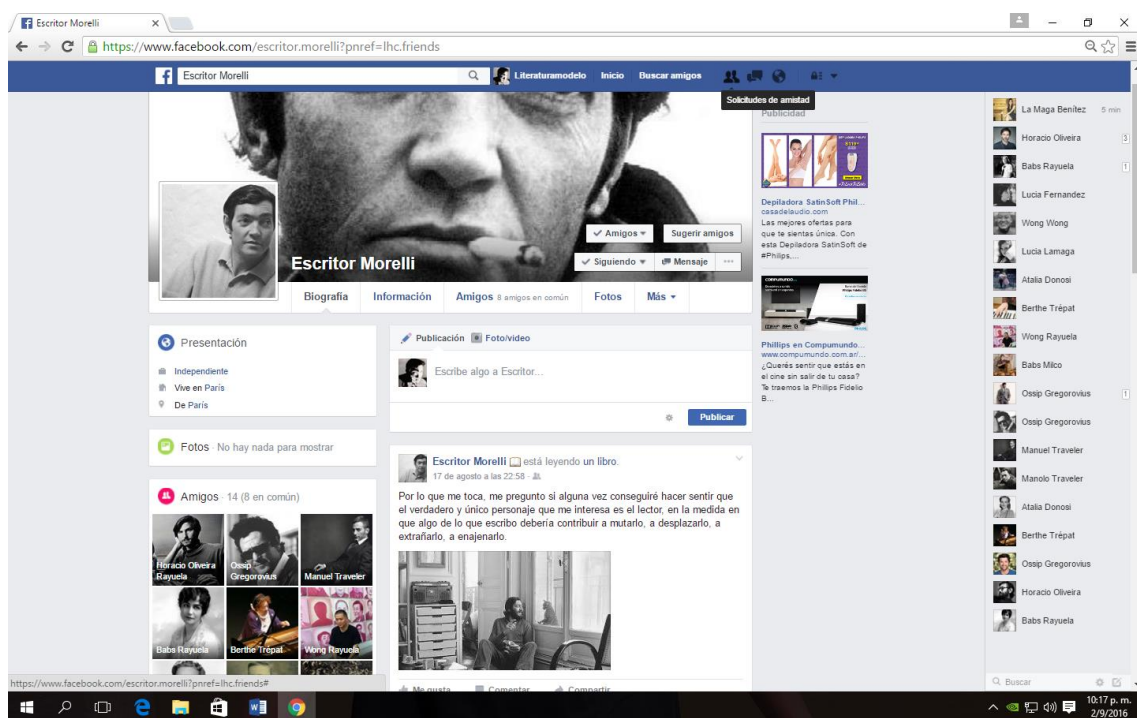 Escritor Morelli
https://www.facebook.com/escritor.morelli?pnref=lhc.friends
Escritor Morelli
Literaturamodelo Inicio Buscar amigos
Solicitudes de amistad
Escritor Morelli
Amigos
Sugerir amigos
Siguiendo
Mensaje
Biografía Información Amigos 8 amigos en común Fotos Más
Presentación
Independiente
Vive en París
De París
Fotos · No hay nada para mostrar
Amigos · 14 (8 en común)
Horacio Oliveira Rayuela
Ossip Gregorovius
Manuel Traveler
Babs Rayuela
Berthe Trépat
Wong Rayuela
Publicación Foto/video
Escribe algo a Escritor...
Publicar
Escritor Morelli está leyendo un libro.
17 de agosto a las 22:58 ·
Por lo que me toca, me pregunto si alguna vez conseguiré hacer sentir que
el verdadero y único personaje que me interesa es el lector, en la medida en
que algo de lo que escribo debería contribuir a mutarlo, a desplazarlo, a
extrañarlo, a enajenarlo.
Me gusta Comentar Compartir
Publicidad
Depiladora SatinSoft Phil...
casadelaudio.com
Las mejores ofertas para
que te sientas única. Con
esta Depiladora SatinSoft de
#Philips,...
Phillips en Compumundo...
www.compumundo.com.ar/...
¿Querés sentir que estás en
el cine sin salir de tu casa?
Te traemos la Phillips Fidelio
B...
La Maga Benítez 5 min
Horacio Oliveira 3
Babs Rayuela 1
Lucia Fernandez
Wong Wong
Lucia Lamaga
Atalia Donosi
Berthe Trépat
Wong Rayuela
Babs Milco
Ossip Gregorovius 1
Ossip Gregorovius
Manuel Traveler
Manolo Traveler
Atalia Donosi
Berthe Trépat
Ossip Gregorovius
Horacio Oliveira
Babs Rayuela
Buscar
https://www.facebook.com/escritor.morelli?pnref=lhc.friends#
10:17 p. m.
2/9/2016